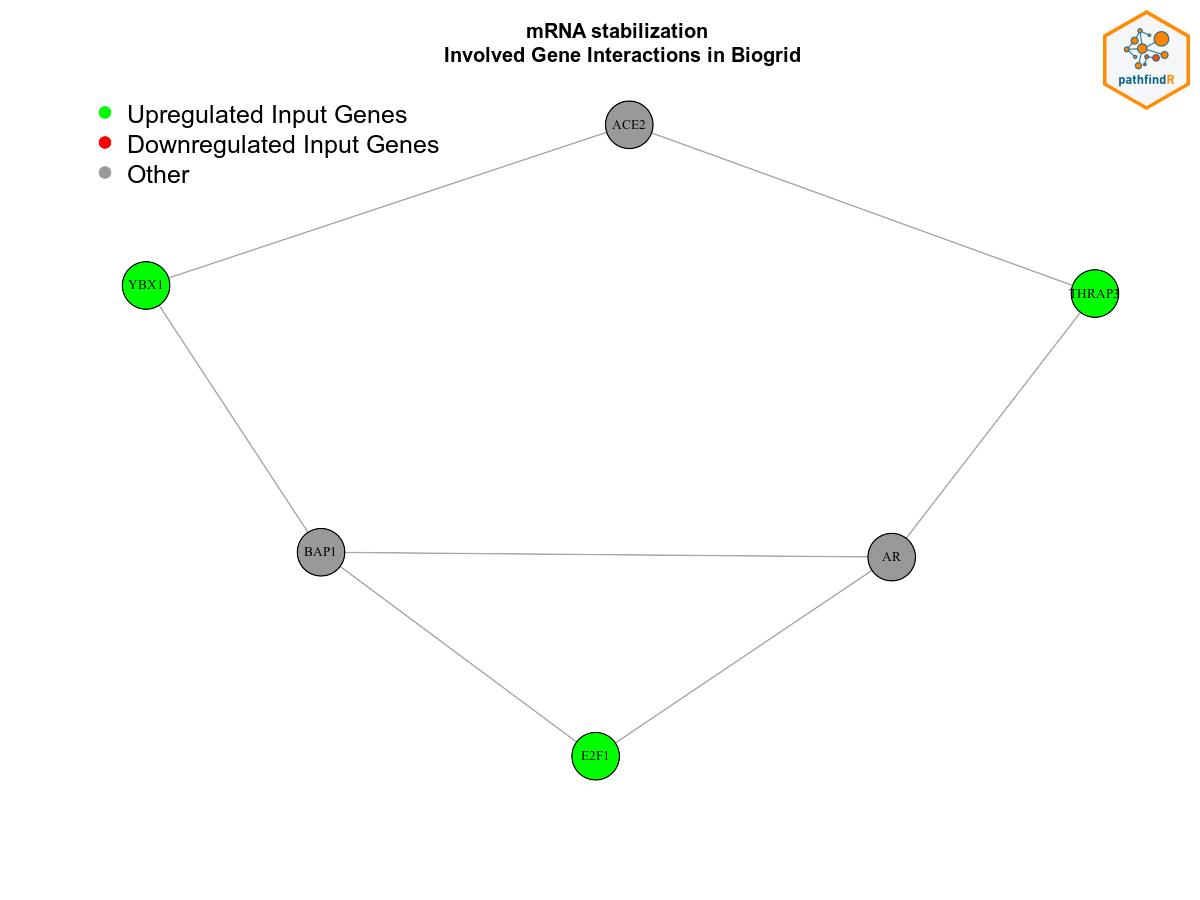 mRNA stabilization
Involved Gene Interactions in Biogrid
pathfindR
Upregulated Input Genes
Downregulated Input Genes
Other
ACE2
YBX1
THRAP3
BAP1
AR
E2F1